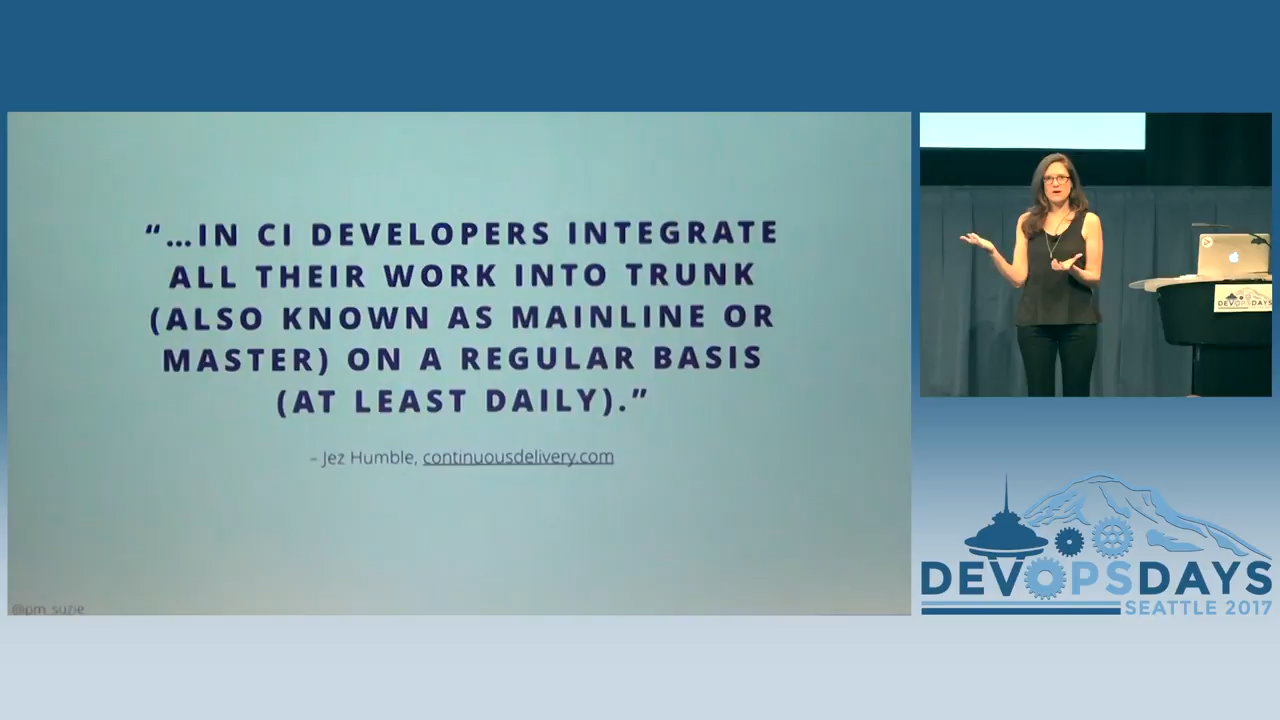 “…IN CI DEVELOPERS INTEGRATE
ALL THEIR WORK INTO TRUNK
(ALSO KNOWN AS MAINLINE OR
MASTER) ON A REGULAR BASIS
(AT LEAST DAILY).”
– Jez Humble, continuousdelivery.com
@pm_suzie
DEVOPSDAYS
DEVOPSDAYS
SEATTLE 2017